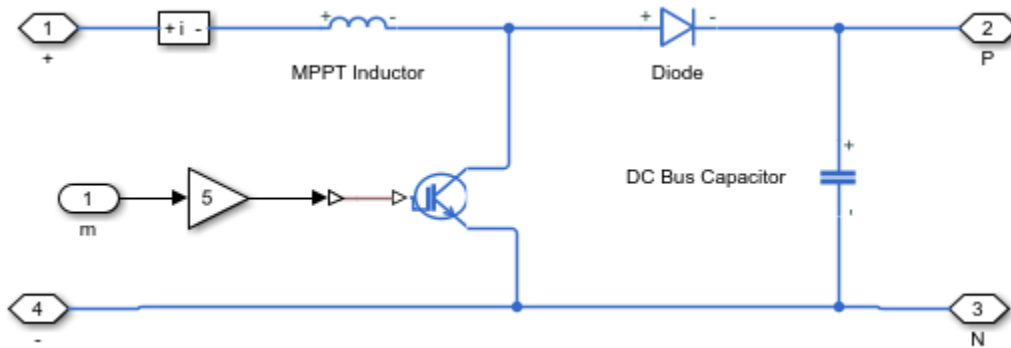 1
+
+ i -
+ -
MPPT Inductor
+ -
Diode
2
P
1
m
5
DC Bus Capacitor
+
-
4
-
3
N